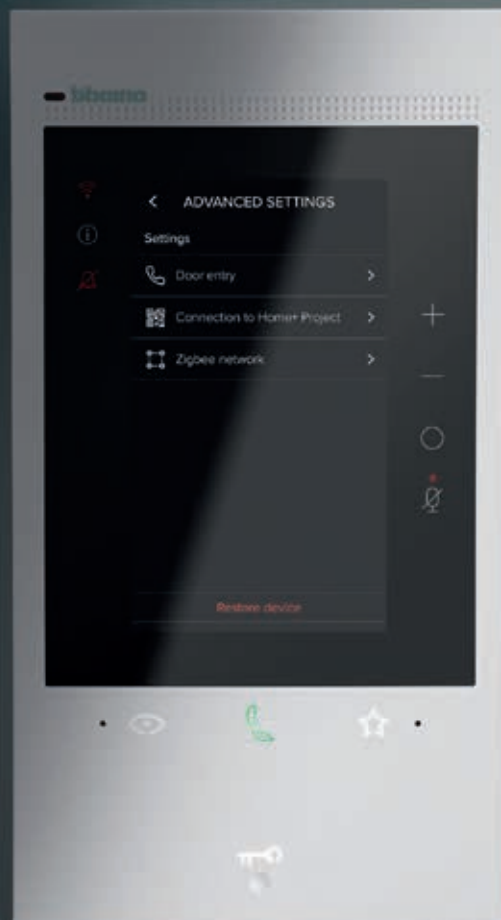 bticino
ADVANCED SETTINGS
Settings
Door entry
Connection to Home+ Project
Zigbee network
Restore device